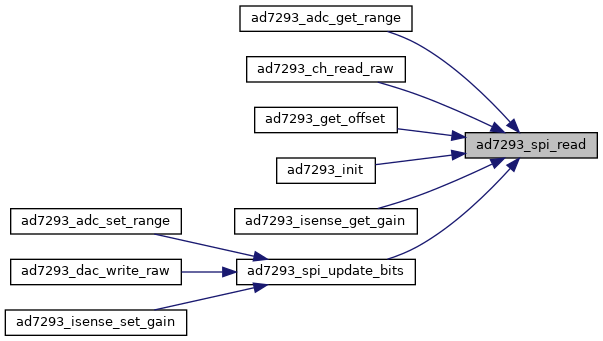 ad7293_adc_get_range
ad7293_ch_read_raw
ad7293_get_offset
ad7293_spi_read
ad7293_init
ad7293_adc_set_range
ad7293_isense_get_gain
ad7293_dac_write_raw
ad7293_spi_update_bits
ad7293_isense_set_gain